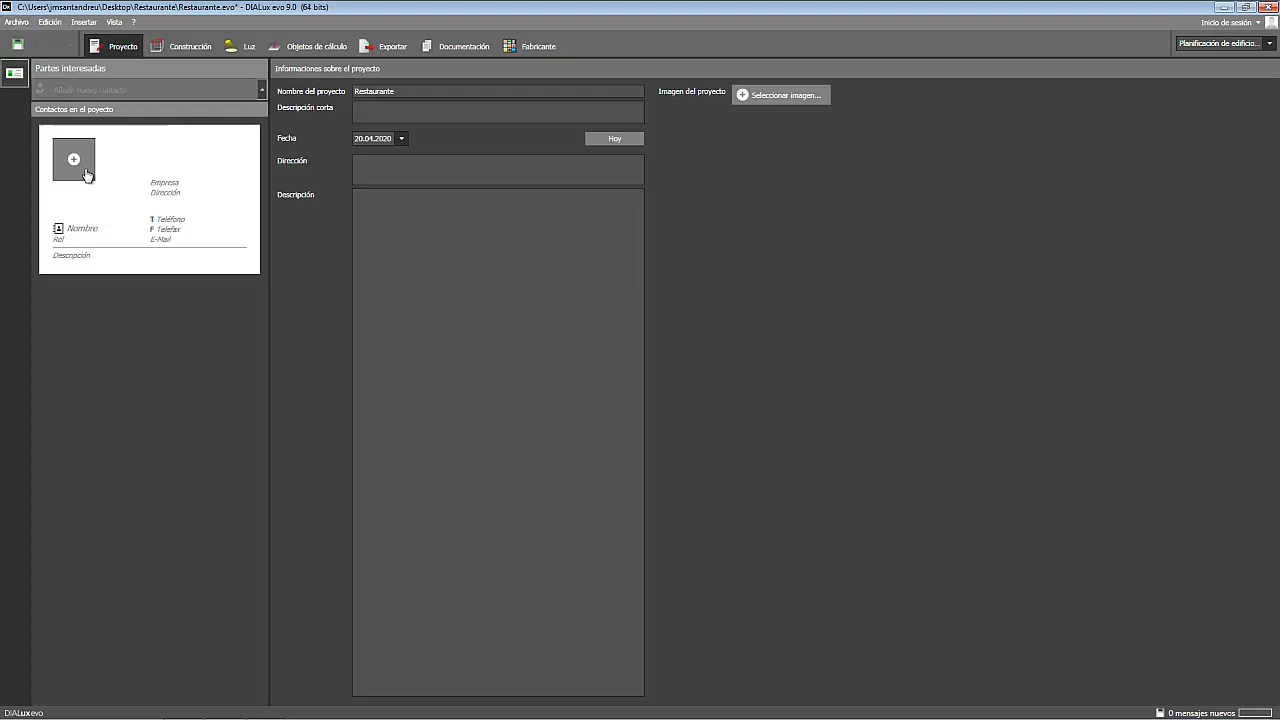 C:\Users\jmsantandreu\Desktop\Restaurante\Restaurante.evo* - DIALux evo 9.0  (64 bits)
Archivo Edición Insertar Vista ?
Inicio de sesión
Proyecto Construcción Luz Objetos de cálculo Exportar Documentación Fabricante
Planificación de edificio...
Partes interesadas
Añadir nuevo contacto
Contactos en el poyecto
Empresa
Dirección
T Teléfono
Nombre
F Telefax
Rol
E-Mail
Descripción
Informaciones sobre el proyecto
Nombre del proyecto Restaurante
Descripción corta
Fecha 20.04.2020 Hoy
Dirección
Descripción
Imagen del proyecto Seleccionar imagen...
DIALux evo
0 mensajes nuevos